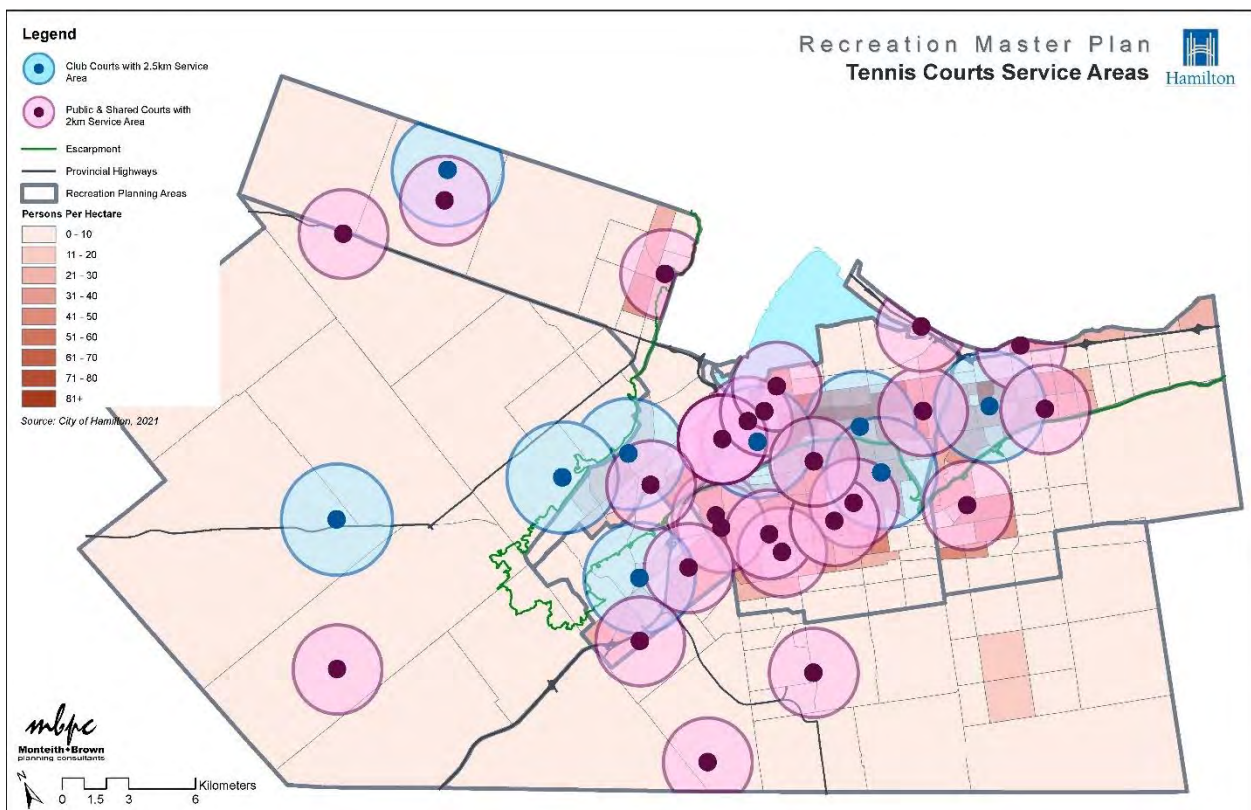 Legend
Club Courts with 2.5km Service
Area
Public & Shared Courts with
2km Service Area
Escarpment
Provincial Highways
Recreation Planning Areas
Persons Per Hectare
0 - 10
11 - 20
21 - 30
31 - 40
41 - 50
51 - 60
61 - 70
71 - 80
81+
Source: City of Hamilton, 2021
Recreation Master Plan
Tennis Courts Service Areas
Hamilton
mbpc
Monteith+Brown
planning consultants
N
Kilometers
0 1.5 3 6